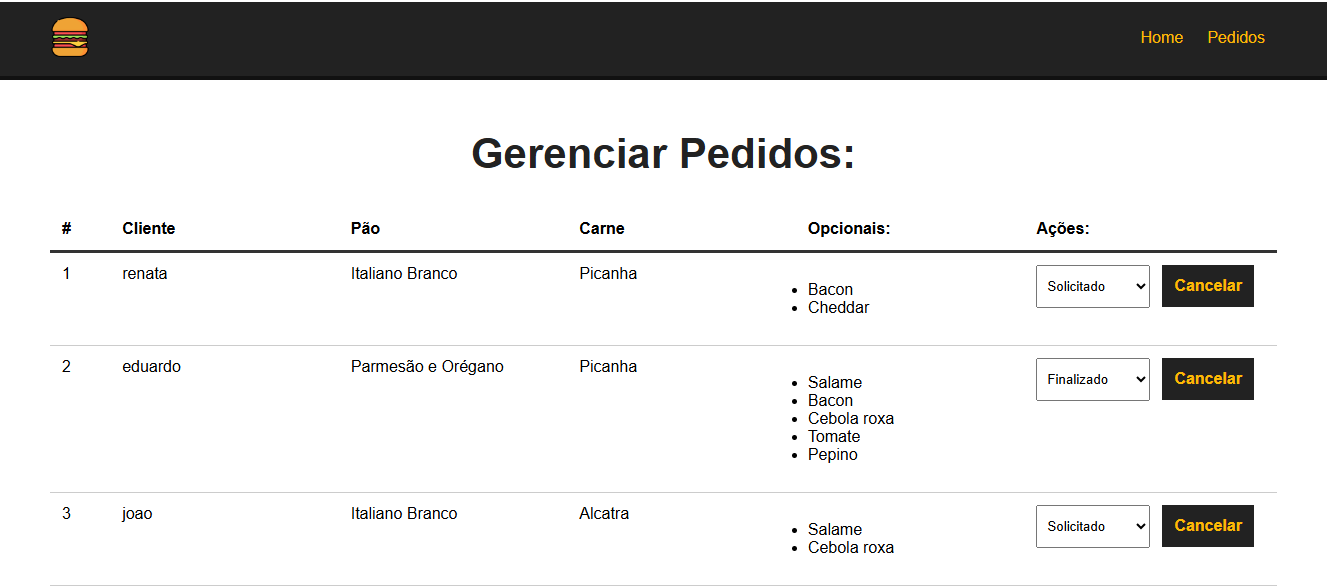 Home Pedidos
Gerenciar Pedidos:
# Cliente Pão Carne Opcionais: Ações:
1 renata Italiano Branco Picanha Solicitado Cancelar
Bacon
Cheddar
2 eduardo Parmesão e Orégano Picanha Finalizado Cancelar
Salame
Bacon
Cebola roxa
Tomate
Pepino
3 joao Italiano Branco Alcatra Solicitado Cancelar
Salame
Cebola roxa